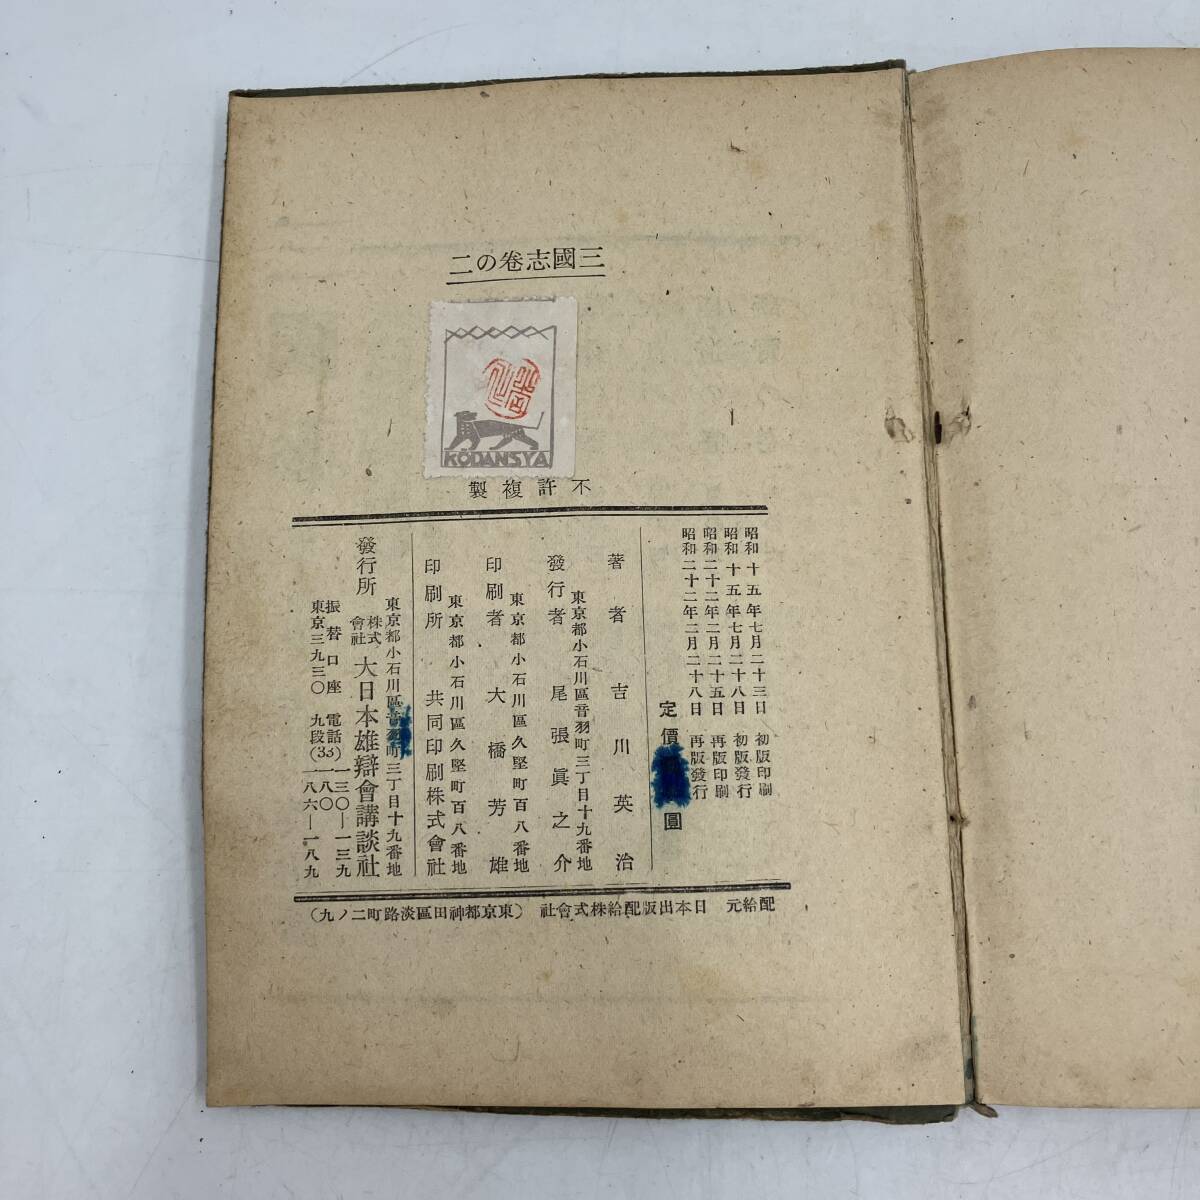 三國志卷の二
KŌDANSYA
不許複製
昭和十五年七月二十三日 初版印刷
昭和十五年七月二十八日 初版發行
昭和二十二年二月二十五日 再版印刷
昭和二十二年二月二十八日 再版發行
定價 圓
著者 吉川英治
東京都小石川區音羽町三丁目十九番地
發行者 尾張眞之介
東京都小石川區久堅町百八番地
印刷者 大橋芳雄
東京都小石川區久堅町百八番地
印刷所 共同印刷株式會社
東京都小石川區音羽町三丁目十九番地
發行所 株式會社 大日本雄辯會講談社
振替口座 東京三九三〇
電話九段(33) 一三〇—一三九 一八〇 一八六—一八九
配給元 日本出版配給株式會社 (東京都神田區淡路町二ノ九)